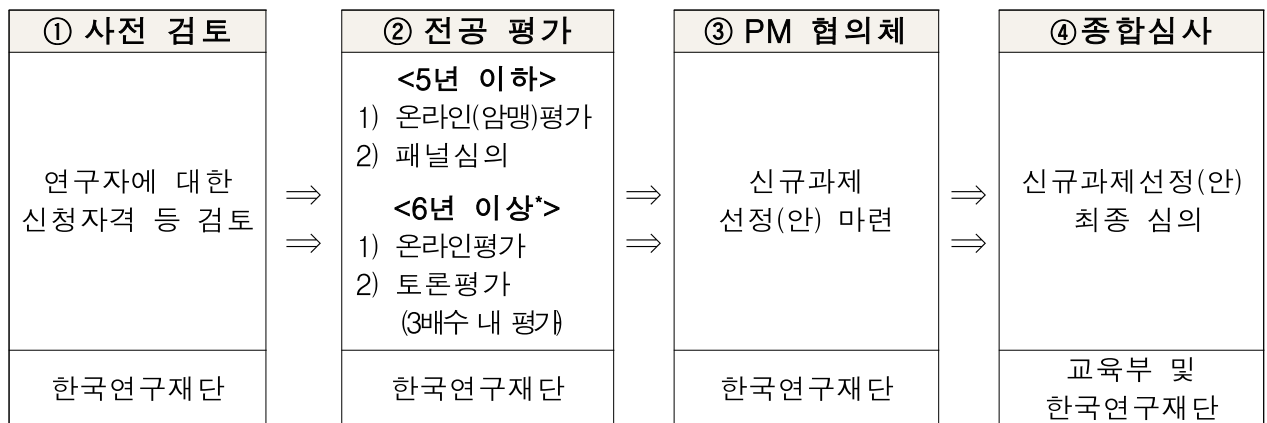 ① 사전 검토
연구자에 대한
신청자격 등 검토
한국연구재단
⇒
⇒
② 전공 평가
<5년 이하>
1) 온라인(암맹)평가
2) 패널심의
<6년 이상*>
1) 온라인평가
2) 토론평가
(3배수 내 평가)
한국연구재단
⇒
⇒
③ PM 협의체
신규과제
선정(안) 마련
한국연구재단
⇒
⇒
④종합심사
신규과제선정(안)
최종 심의
교육부 및
한국연구재단